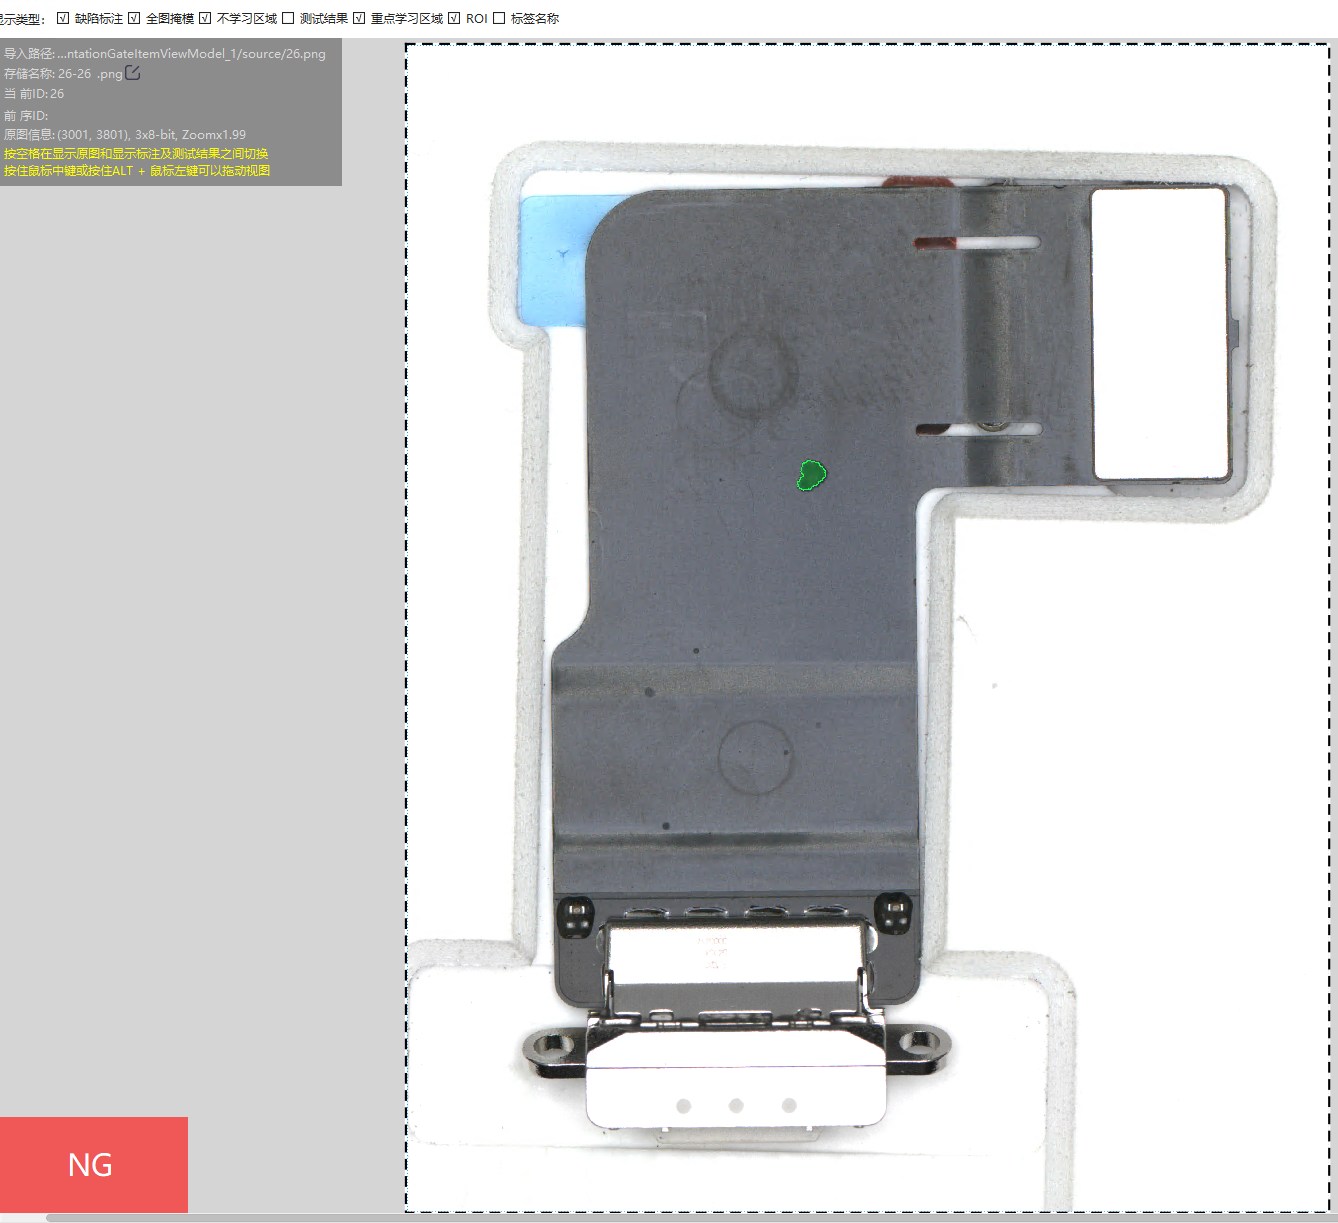 显示类型: 缺陷标注 全图掩模 不学习区域 测试结果 重点学习区域 ROI 标签名称
导入路径: ...ntationGateItemViewModel_1/source/26.png
存储名称: 26-26 .png
当 前ID: 26
前 序ID:
原图信息: (3001, 3801), 3x8-bit, Zoomx1.99
按空格在显示原图和显示标注及测试结果之间切换
按住鼠标中键或按住ALT + 鼠标左键可以拖动视图
NG